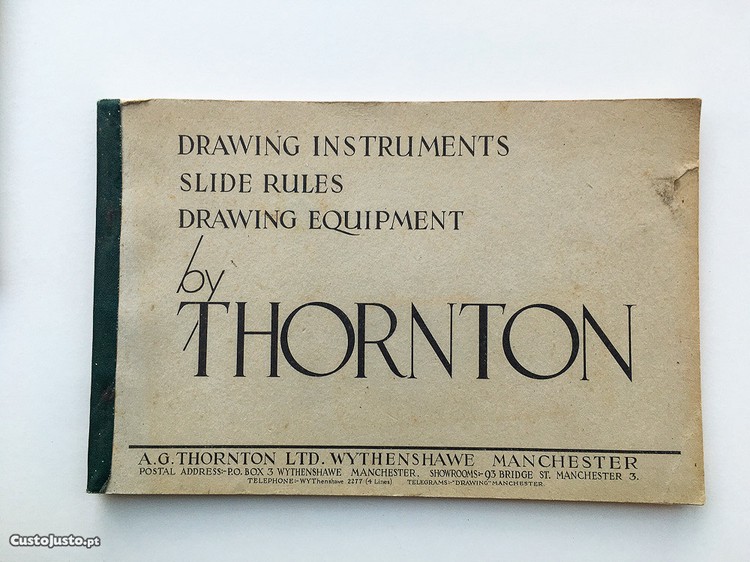 DRAWING INSTRUMENTS
SLIDE RULES
DRAWING EQUIPMENT
by
THORNTON
A.G. THORNTON LTD. WYTHENSHAWE MANCHESTER
POSTAL ADDRESS:-P.O. BOX 3 WYTHENSHAWE MANCHESTER. SHOWROOMS:-93 BRIDGE ST. MANCHESTER 3.
TELEPHONE:-WYThenshawe 2277 (4 Lines) TELEGRAMS:-"DRAWING" MANCHESTER
CustoJusto.pt